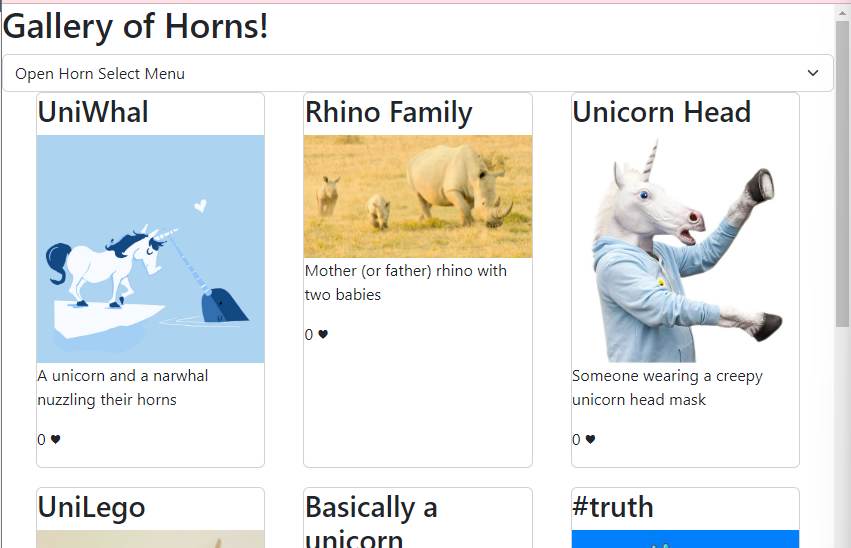 Gallery of Horns!
Open Horn Select Menu
UniWhal
A unicorn and a narwhal
nuzzling their horns
0
Rhino Family
Mother (or father) rhino with
two babies
0
Unicorn Head
Someone wearing a creepy
unicorn head mask
0
UniLego
Basically a
unicorn
#truth